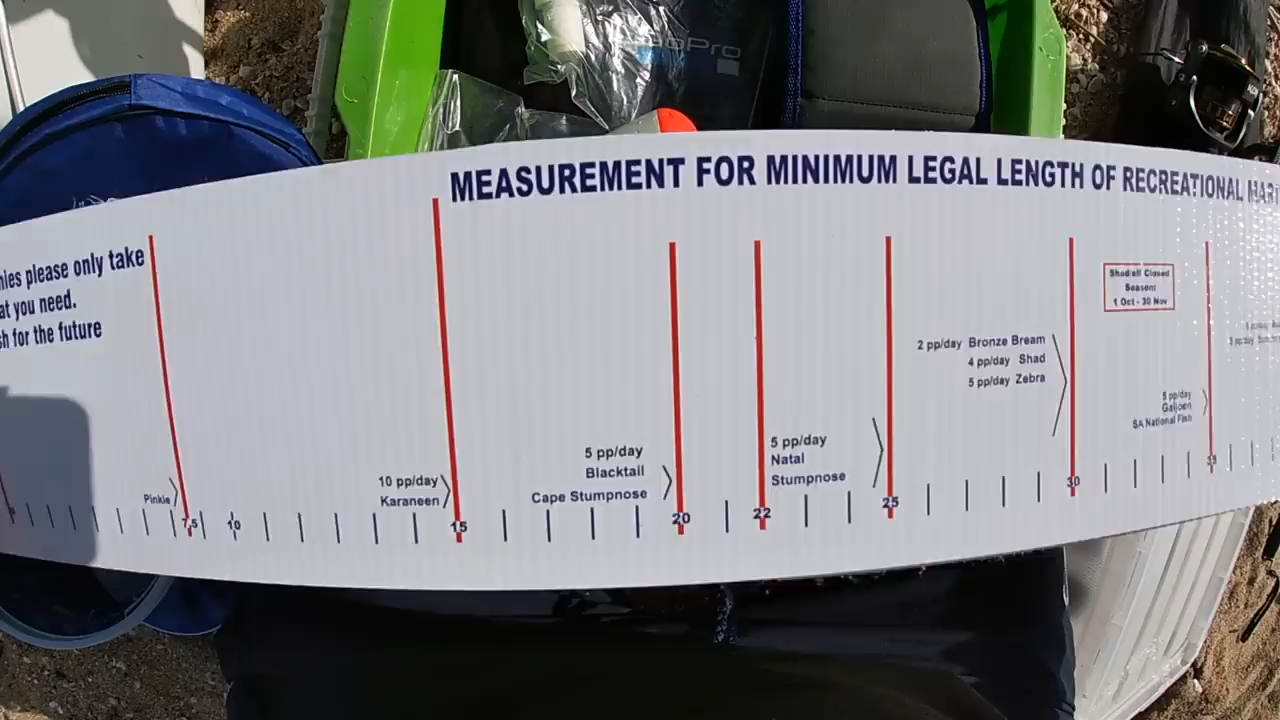 MEASUREMENT FOR MINIMUM LEGAL LENGTH OF RECREATIONAL
please only take
you need.
for the future
Pinkie
10 pp/day
Karaneen
5 pp/day
Blacktail
Cape Stumpnose
5 pp/day
Natal
Stumpnose
2 pp/day Bronze Bream
4 pp/day Shad
5 pp/day Zebra
Shad/elf Closed
Season:
1 Oct - 30 Nov
5 pp/day
Galjoen
SA National Fish
7,5 10 15 20 22 25 30 35
GoPro